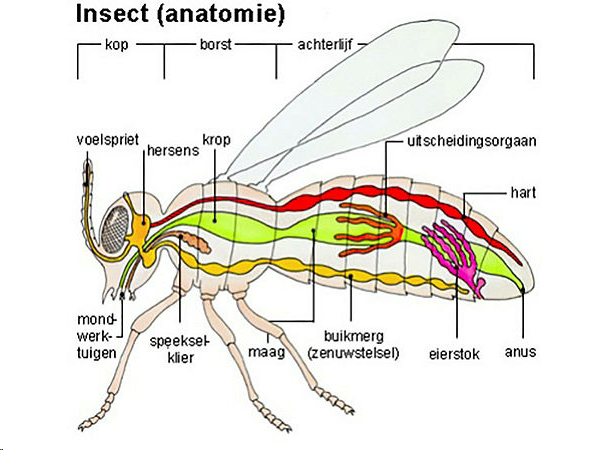 Insect (anatomie)
kop
borst
achterlijf
voelspriet
hersens
krop
uitscheidingsorgaan
hart
mond-
werk-
tuigen
speeksel-
klier
maag
buikmerg
(zenuwstelsel)
eierstok
anus